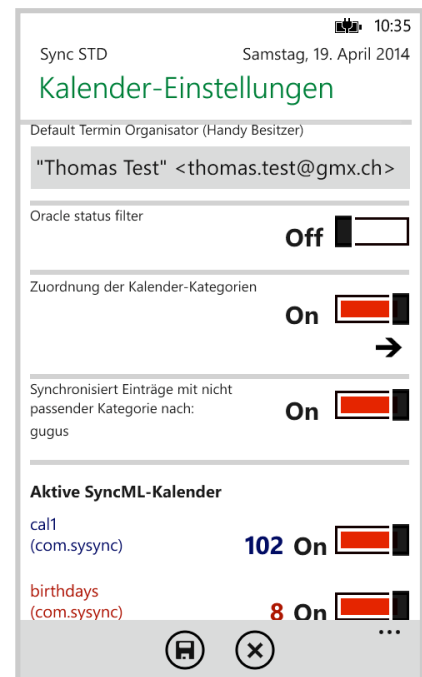 10:35
Sync STD Samstag, 19. April 2014
Kalender-Einstellungen
Default Termin Organisator (Handy Besitzer)
"Thomas Test" <thomas.test@gmx.ch>
Oracle status filter
Off
Zuordnung der Kalender-Kategorien
On
Synchronisiert Einträge mit nicht
passender Kategorie nach:
On
gugus
Aktive SyncML-Kalender
cal1
(com.sysync) 102 On
birthdays
(com.sysync) 8 On
...